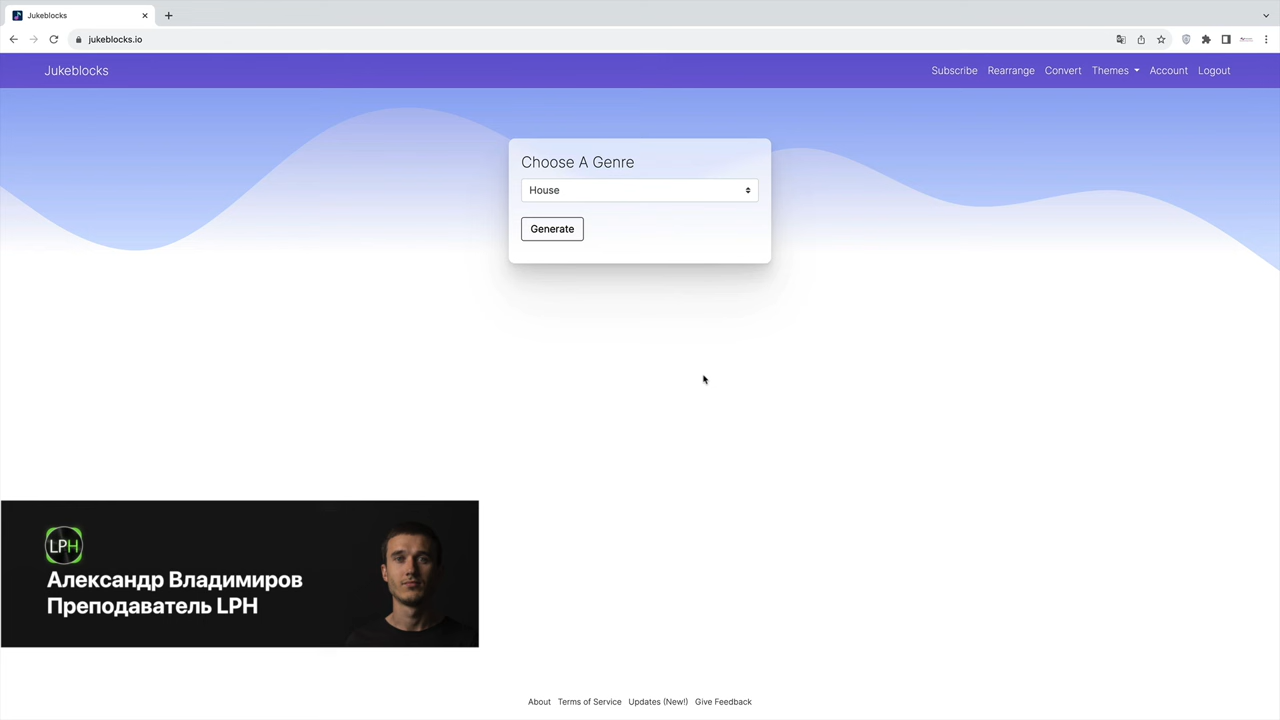 Jukeblocks
jukeblocks.io
Jukeblocks
Subscribe Rearrange Convert Themes Account Logout
Choose A Genre
House
Generate
LPH
Александр Владимиров
Преподаватель LPH
About Terms of Service Updates (New!) Give Feedback